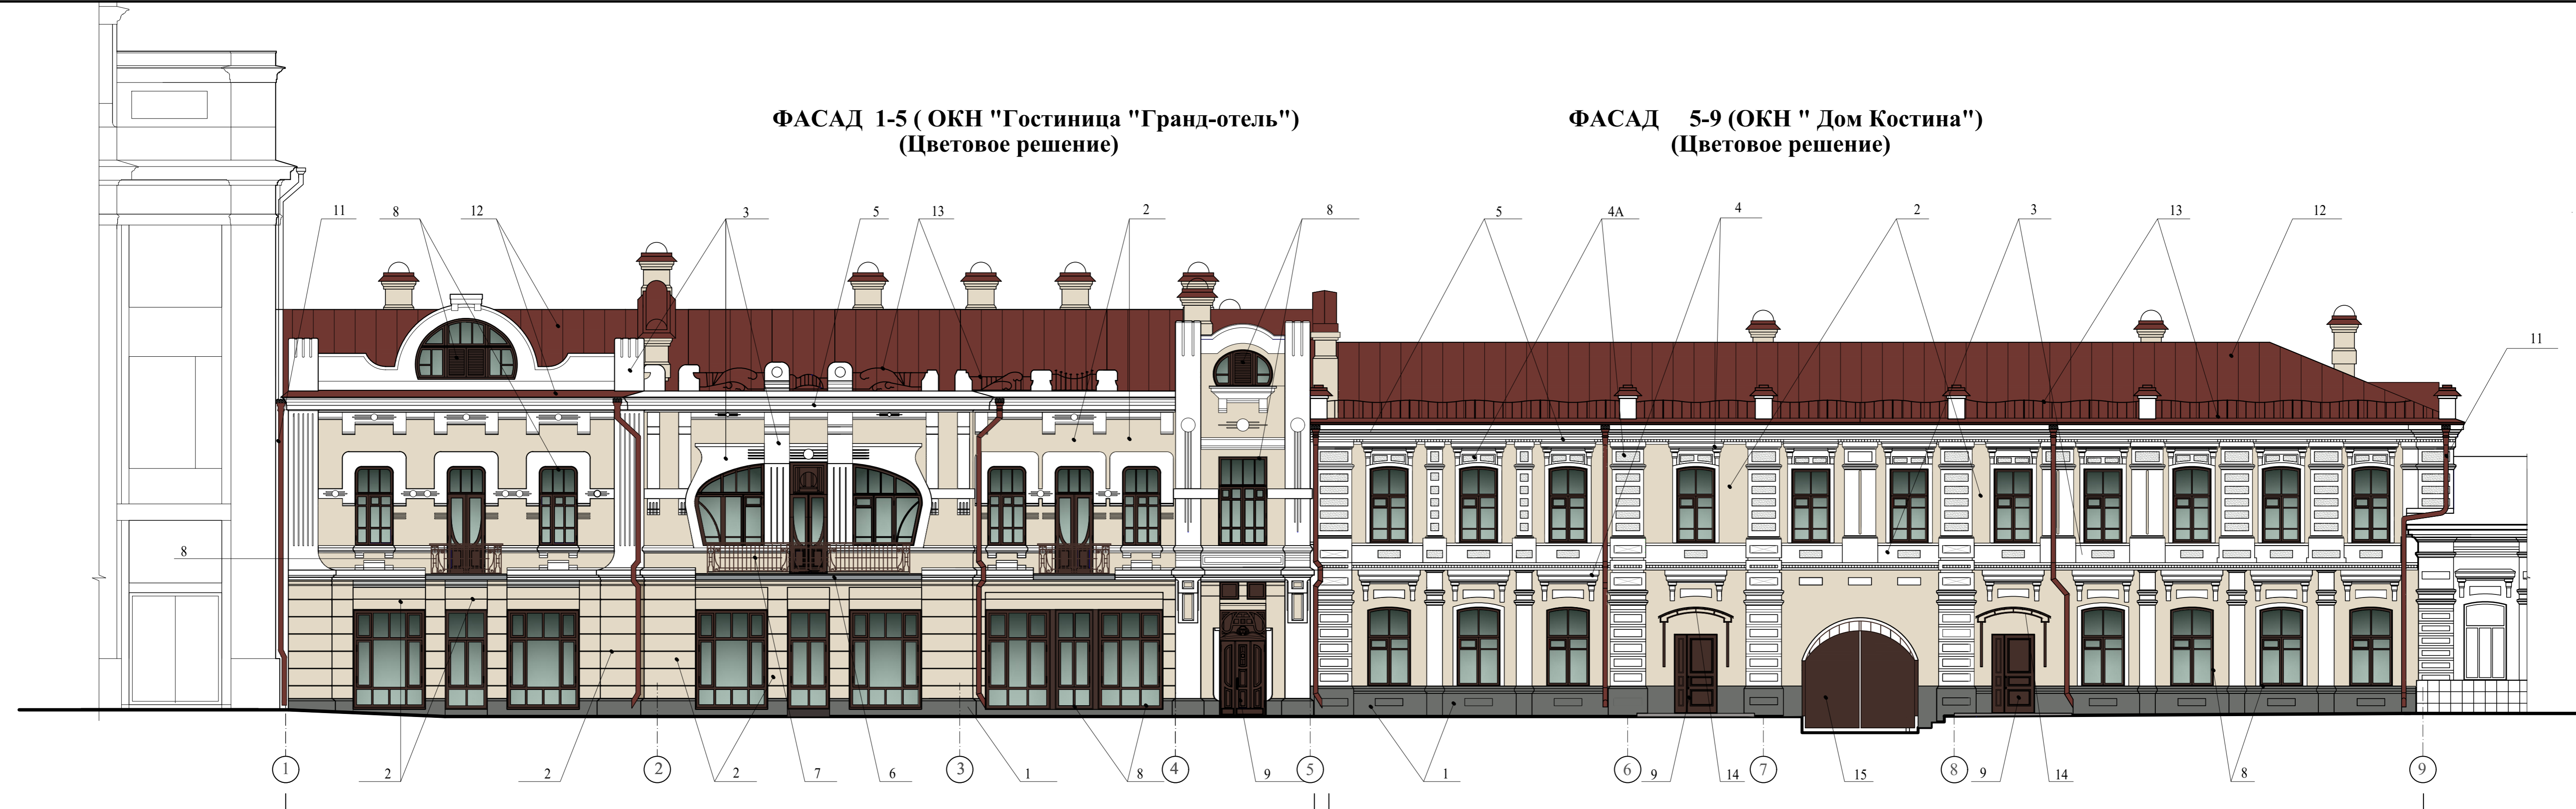 ФАСАД 1-5 ( ОКН "Гостиница "Гранд-отель")
(Цветовое решение)
ФАСАД 5-9 (ОКН " Дом Костина")
(Цветовое решение)
11 8 12 3 5 13 2 8 5 4А 4 2 3 13 12
11
8
1 2 3 4 5 6 7 8 9
2 2 2 7 6 1 8 9 1 9 14 15 9 14 8